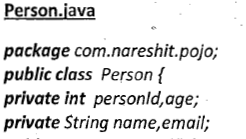 Person.java
package com.nareshit.pojo;
public class Person {
private int personId,age;
private String name,email;